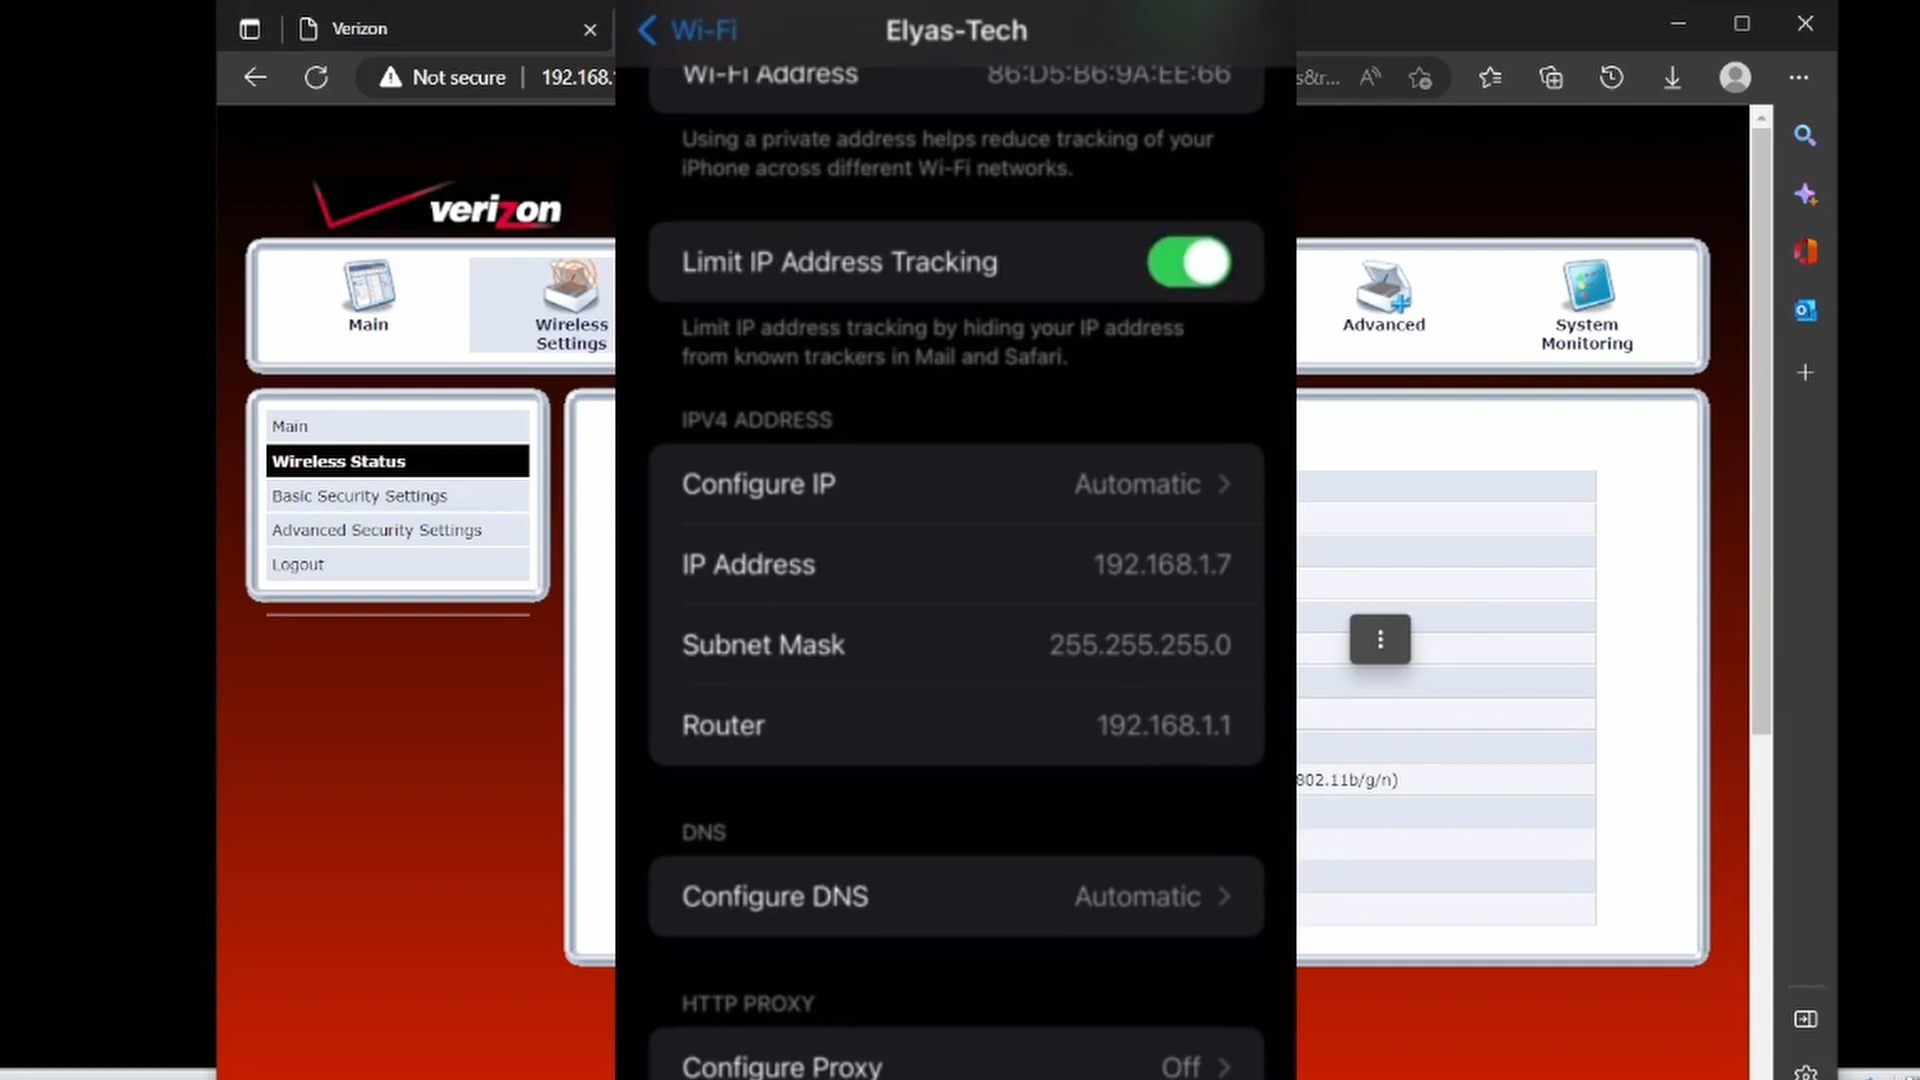 Verizon
Not secure
192.168.
s&tr...
verizon
Main
Wireless
Settings
Advanced
System
Monitoring
Main
Wireless Status
Basic Security Settings
Advanced Security Settings
Logout
802.11b/g/n)
Wi-Fi
Elyas-Tech
Wi-Fi Address 86:D5:B6:9A:EE:66
Using a private address helps reduce tracking of your
iPhone across different Wi-Fi networks.
Limit IP Address Tracking
Limit IP address tracking by hiding your IP address
from known trackers in Mail and Safari.
IPV4 ADDRESS
Configure IP Automatic
IP Address 192.168.1.7
Subnet Mask 255.255.255.0
Router 192.168.1.1
DNS
Configure DNS Automatic
HTTP PROXY
Configure Proxy Off